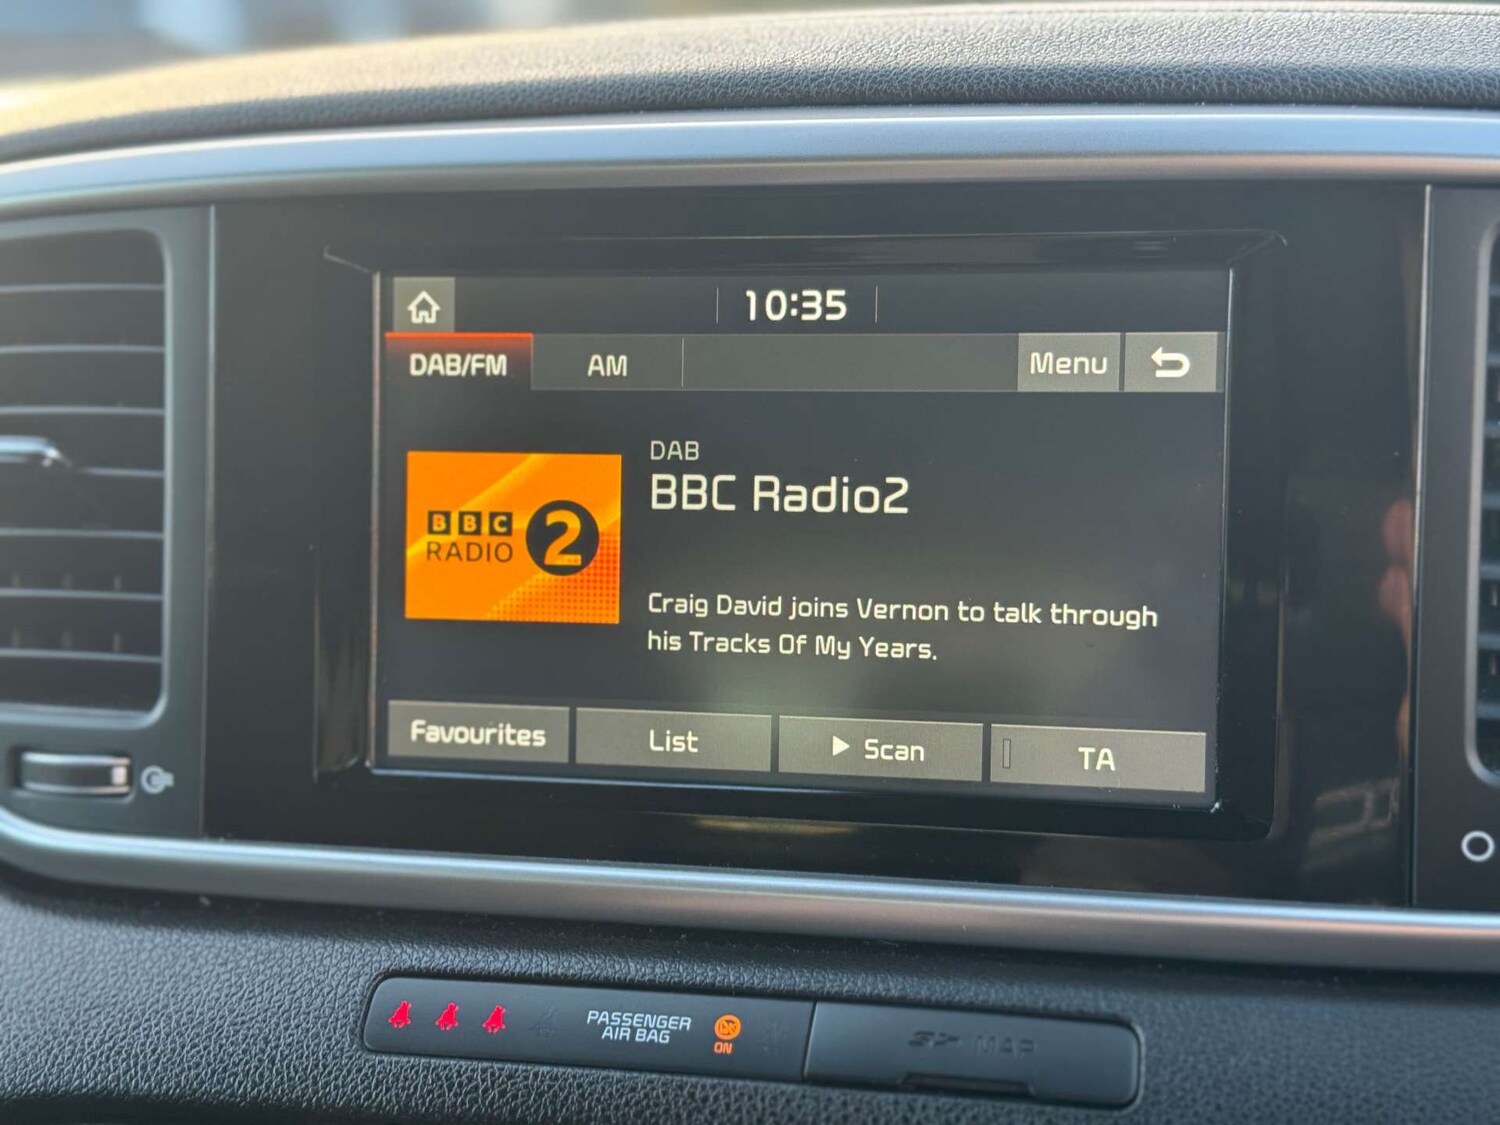 10:35
DAB/FM AM Menu
DAB
BBC Radio2
BBC
RADIO 2
Craig David joins Vernon to talk through
his Tracks Of My Years.
Favourites List Scan TA
PASSENGER
AIR BAG
ON
MAP